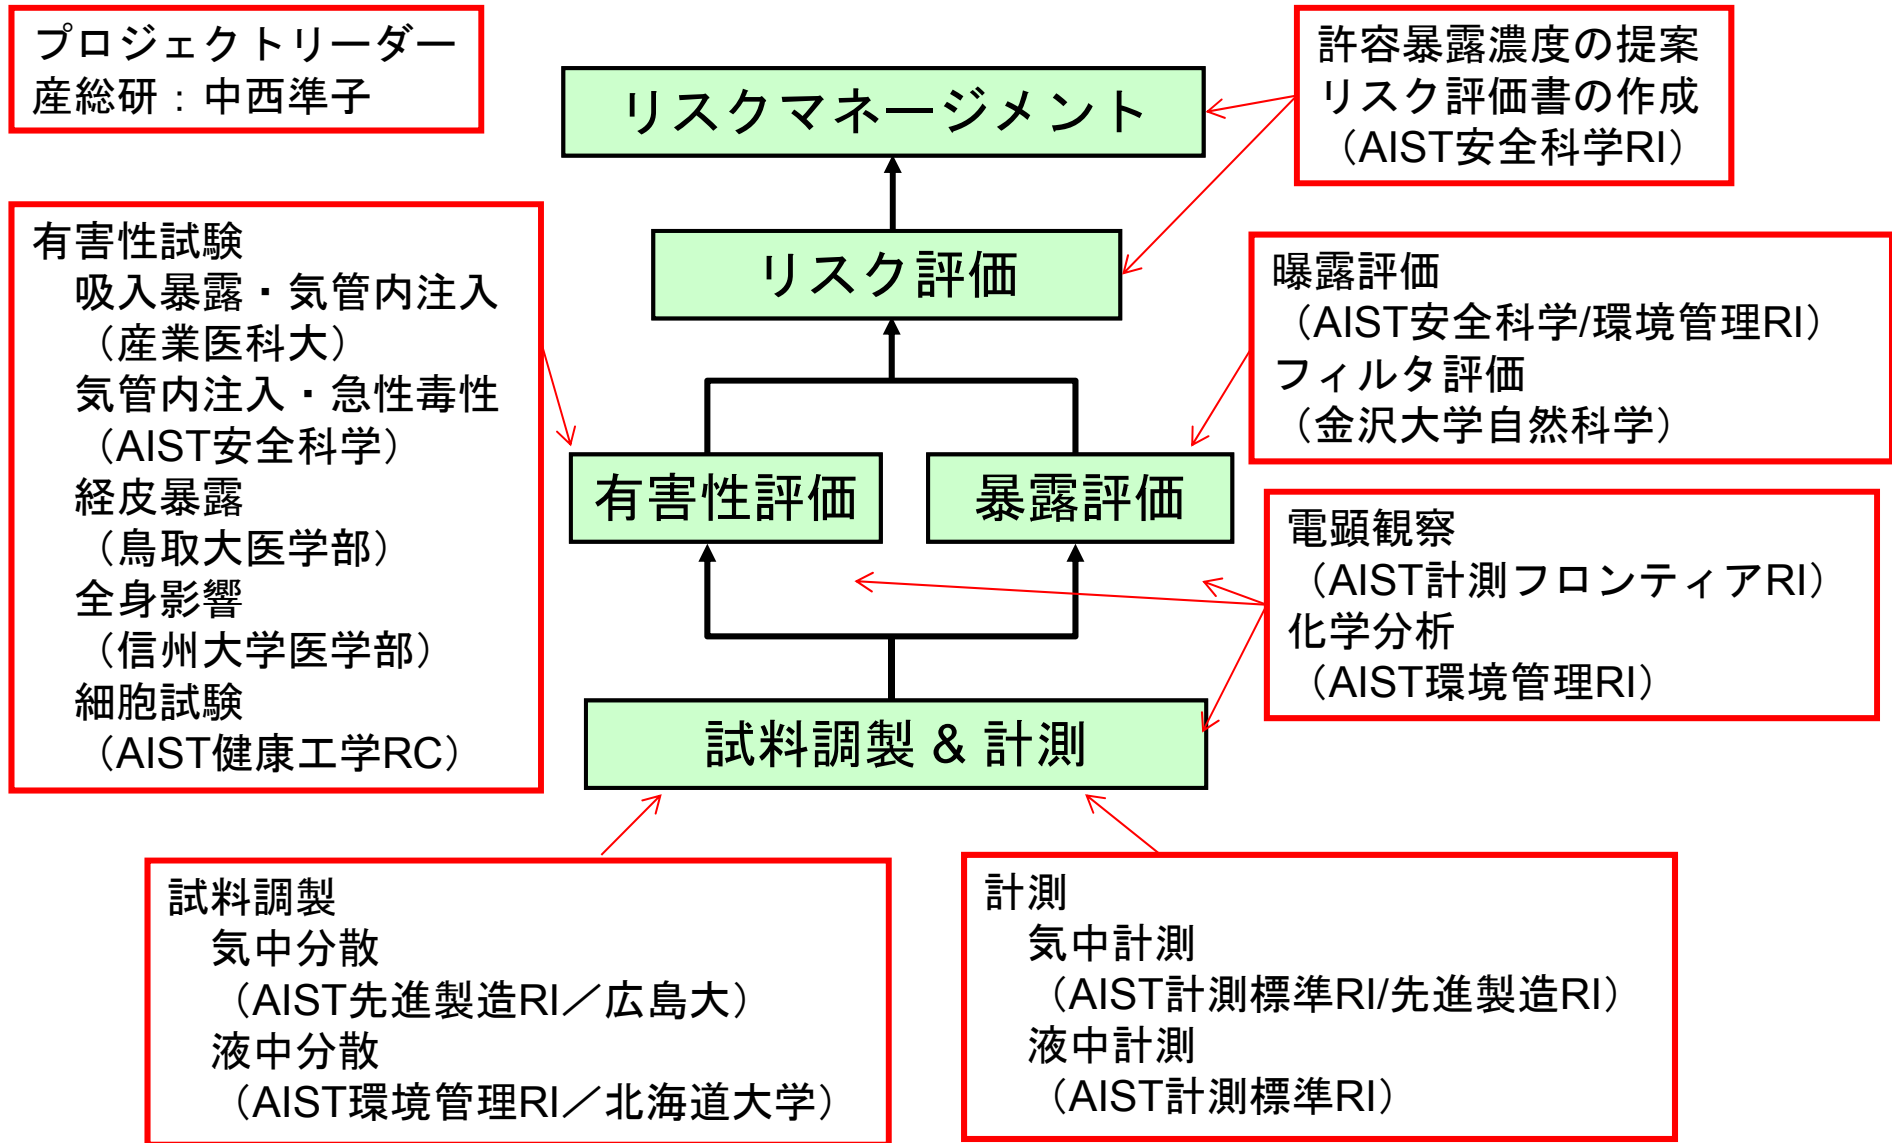 プロジェクトリーダー
産総研：中西準子
リスクマネージメント
許容暴露濃度の提案
リスク評価書の作成
（AIST安全科学RI）
有害性試験
吸入暴露・気管内注入
（産業医科大）
気管内注入・急性毒性
（AIST安全科学）
経皮暴露
（鳥取大医学部）
全身影響
（信州大学医学部）
細胞試験
（AIST健康工学RC）
リスク評価
曝露評価
（AIST安全科学/環境管理RI）
フィルタ評価
（金沢大学自然科学）
有害性評価
暴露評価
電顕観察
（AIST計測フロンティアRI）
化学分析
（AIST環境管理RI）
試料調製 & 計測
試料調製
気中分散
（AIST先進製造RI／広島大）
液中分散
（AIST環境管理RI／北海道大学）
計測
気中計測
（AIST計測標準RI/先進製造RI）
液中計測
（AIST計測標準RI）